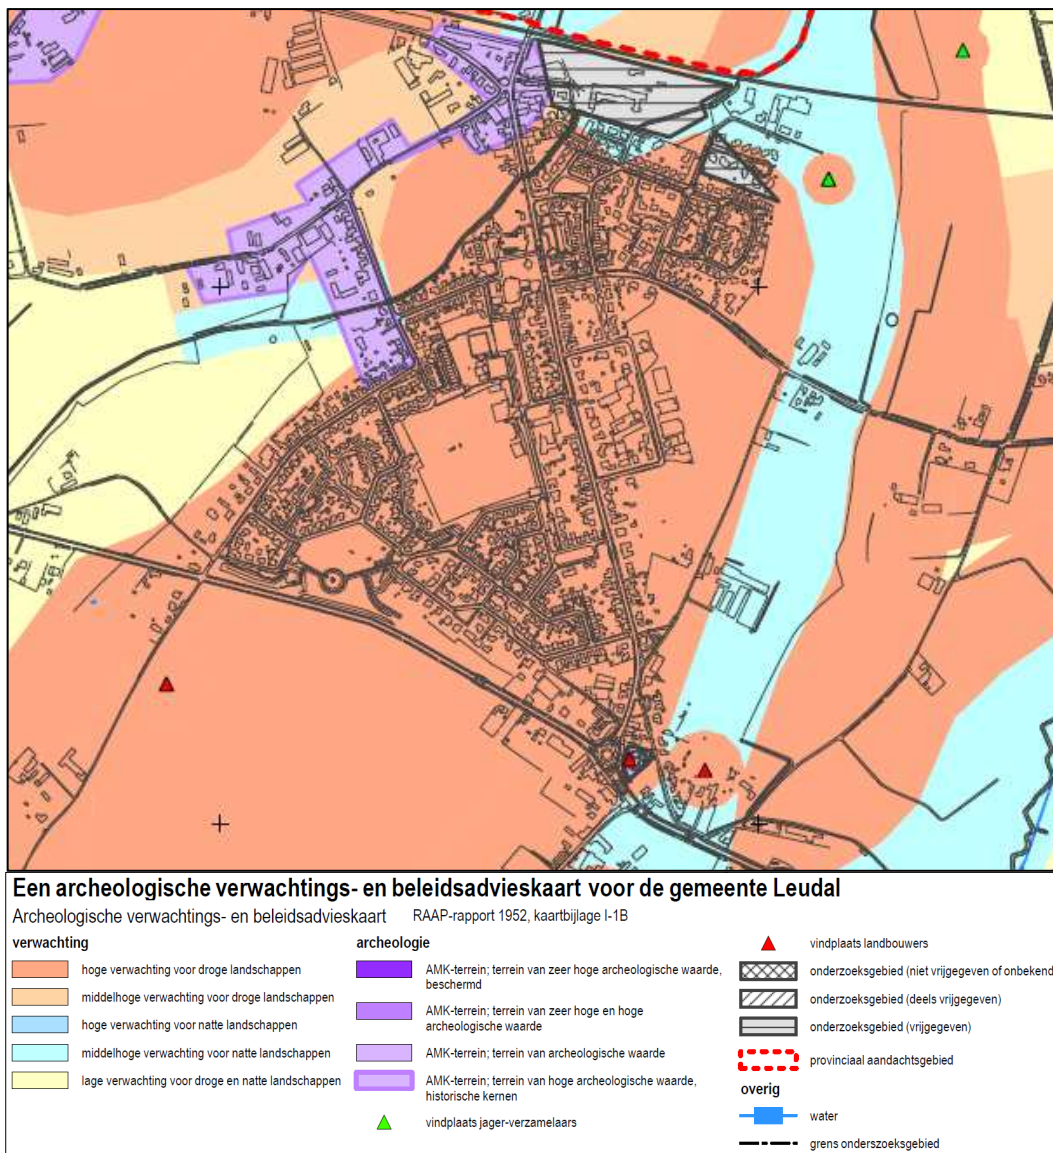 Een archeologische verwachtings- en beleidsadvieskaart voor de gemeente Leudal
Archeologische verwachtings- en beleidsadvieskaart RAAP-rapport 1952, kaartbijlage I-1B
verwachting
hoge verwachting voor droge landschappen
middelhoge verwachting voor droge landschappen
hoge verwachting voor natte landschappen
middelhoge verwachting voor natte landschappen
lage verwachting voor droge en natte landschappen
archeologie
AMK-terrein; terrein van zeer hoge archeologische waarde,
beschermd
AMK-terrein; terrein van zeer hoge en hoge
archeologische waarde
AMK-terrein; terrein van archeologische waarde
AMK-terrein; terrein van hoge archeologische waarde,
historische kernen
vindplaats jager-verzamelaars
vindplaats landbouwers
onderzoeksgebied (niet vrijgegeven of onbekend
onderzoeksgebied (deels vrijgegeven)
onderzoeksgebied (vrijgegeven)
provinciaal aandachtsgebied
overig
water
grens onderszoeksgebied